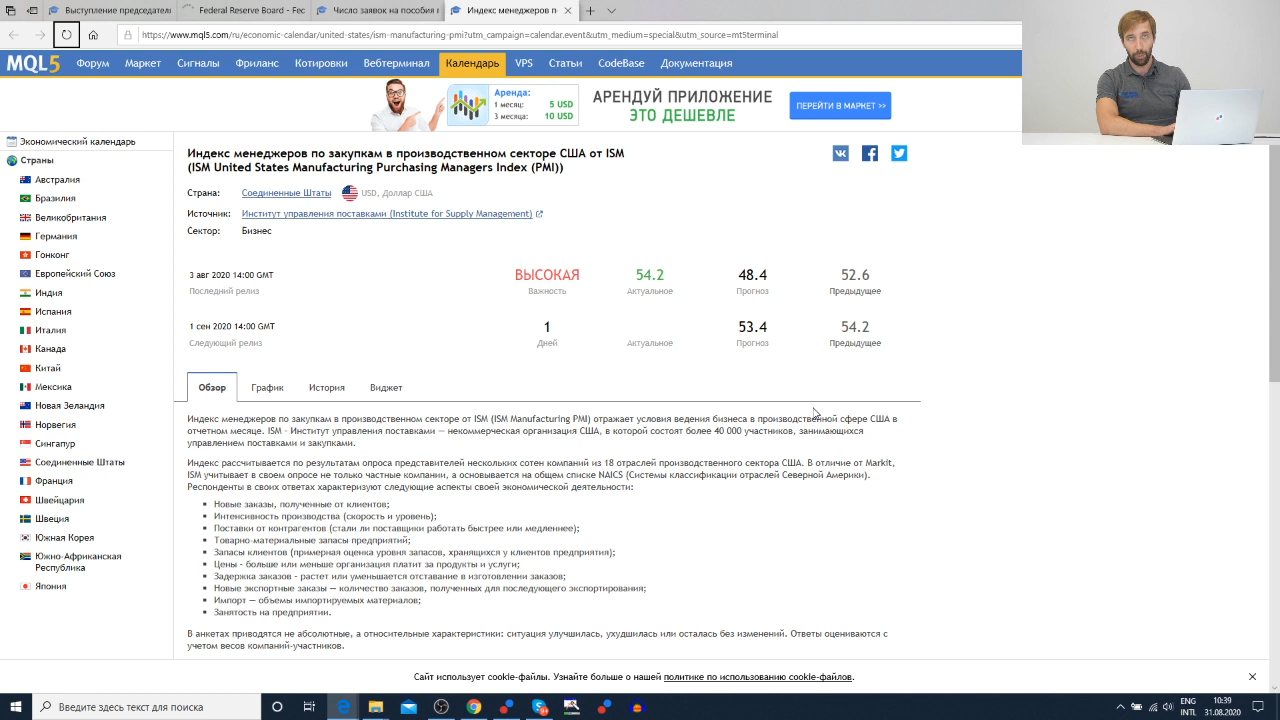 Выступление председателя
Индекс менеджеров по
Индекс менеджеров по
https://www.mql5.com/ru/economic-calendar/united-states/ism-manufacturing-pmi?utm_campaign=calendar.event&utm_medium=special&utm_source=mt5terminal
MQL5 Форум Маркет Сигналы Фриланс Котировки Вебтерминал Календарь VPS Статьи CodeBase Документация
Аренда:
1 месяц: 5 USD
3 месяца: 10 USD
АРЕНДУЙ ПРИЛОЖЕНИЕ
ЭТО ДЕШЕВЛЕ
ПЕРЕЙТИ В МАРКЕТ >>
Экономический календарь
Страны
Австралия
Бразилия
Великобритания
Германия
Гонконг
Европейский Союз
Индия
Испания
Италия
Канада
Китай
Мексика
Новая Зеландия
Норвегия
Сингапур
Соединенные Штаты
Франция
Швейцария
Швеция
Южная Корея
Южно-Африканская
Республика
Япония
Индекс менеджеров по закупкам в производственном секторе США от ISM
(ISM United States Manufacturing Purchasing Managers Index (PMI))
Страна: Соединенные Штаты USD, Доллар США
Источник: Институт управления поставками (Institute for Supply Management)
Сектор: Бизнес
3 авг 2020 14:00 GMT ВЫСОКАЯ 54.2 48.4 52.6
Последний релиз Важность Актуальное Прогноз Предыдущее
1 сен 2020 14:00 GMT 1 53.4 54.2
Следующий релиз Дней Актуальное Прогноз Предыдущее
Обзор График История Виджет
Индекс менеджеров по закупкам в производственном секторе от ISM (ISM Manufacturing PMI) отражает условия ведения бизнеса в производственной сфере США в
отчетном месяце. ISM - Институт управления поставками — некоммерческая организация США, в которой состоят более 40 000 участников, занимающихся
управлением поставки и закупками.
Индекс рассчитывается по результатам опроса представителей нескольких сотен компаний из 18 отраслей производственного сектора США. В отличие от Markit,
ISM учитывает в своем опросе не только частные компании, а основывается на общем списке NAICS (Системы классификации отраслей Северной Америки).
Респонденты в своих ответах характеризуют следующие аспекты своей экономической деятельности:
Новые заказы, полученные от клиентов;
Интенсивность производства (скорость и уровень);
Поставки от контрагентов (стали ли поставщики работать быстрее или медленнее);
Товарно-материальные запасы предприятий;
Запасы клиентов (примерная оценка уровня запасов, хранящихся у клиентов предприятия);
Цены - больше или меньше организация платит за продукты и услуги;
Задержка заказов - растет или уменьшается отставание в изготовлении заказов;
Новые экспортные заказы — количество заказов, полученных для последующего экспортирования;
Импорт — объемы импортируемых материалов;
Занятость на предприятии.
В анкетах приводятся не абсолютные, а относительные характеристики: ситуация улучшилась, ухудшилась или осталась без изменений. Ответы оцениваются с
учетом весов компаний-участников.
Сайт использует cookie-файлы. Узнайте больше о нашей политике по использованию cookie-файлов.
Введите здесь текст для поиска
ENG
INTL
10:39
31.08.2020